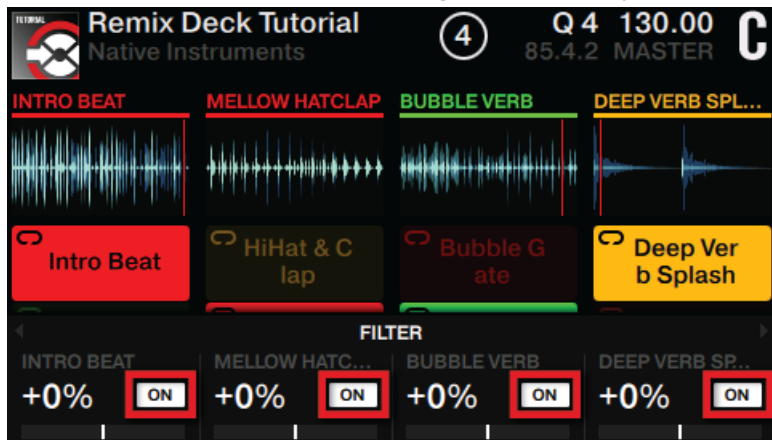 Remix Deck Tutorial 4 Q 4 130.00 C
Native Instruments 85.4.2 MASTER
INTRO BEAT MELLOW HATCLAP BUBBLE VERB DEEP VERB SPL...
Intro Beat HiHat & C Bubble G Deep Ver
lap ate b Splash
FILTER
INTRO BEAT MELLOW HATC... BUBBLE VERB DEEP VERB SP...
+0% ON +0% ON +0% ON +0% ON